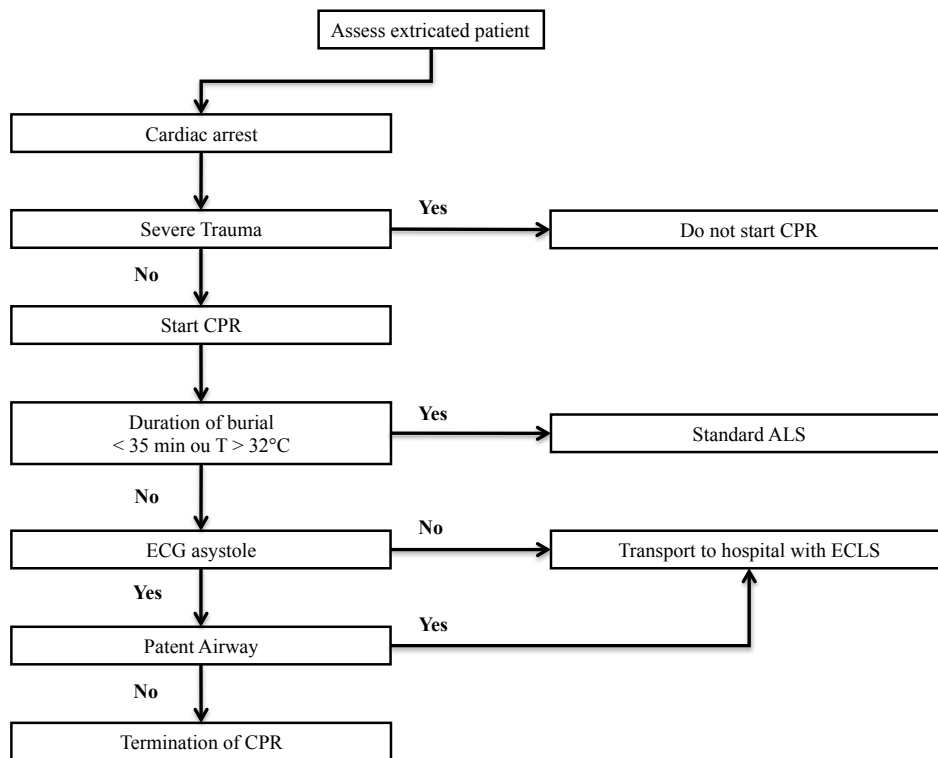 Assess extricated patient
Cardiac arrest
Severe Trauma
Yes
Do not start CPR
No
Start CPR
Duration of burial
< 35 min ou T > 32°C
Yes
Standard ALS
No
ECG asystole
No
Transport to hospital with ECLS
Yes
Patent Airway
Yes
No
Termination of CPR